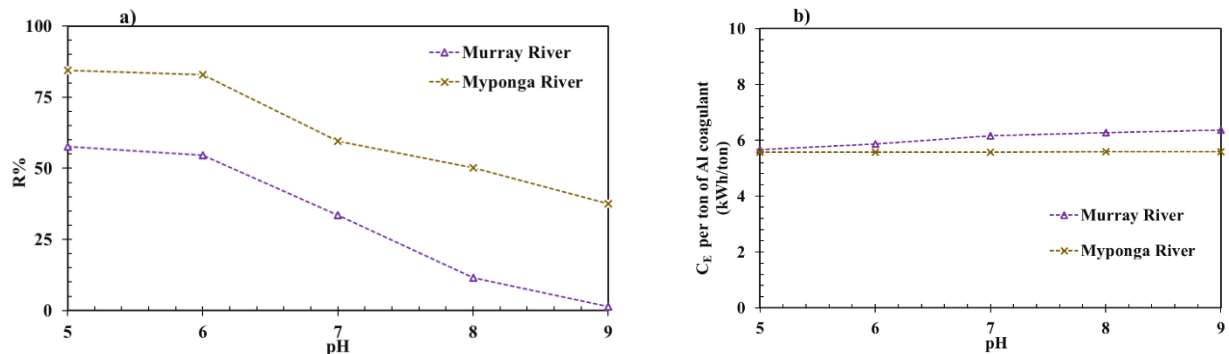 a)
100
75
50
25
0
R%
5 6 7 8 9
pH
Murray River
Myponga River
b)
10
8
6
4
2
0
C_E per ton of Al coagulant
(kWh/ton)
5 6 7 8 9
pH
Murray River
Myponga River